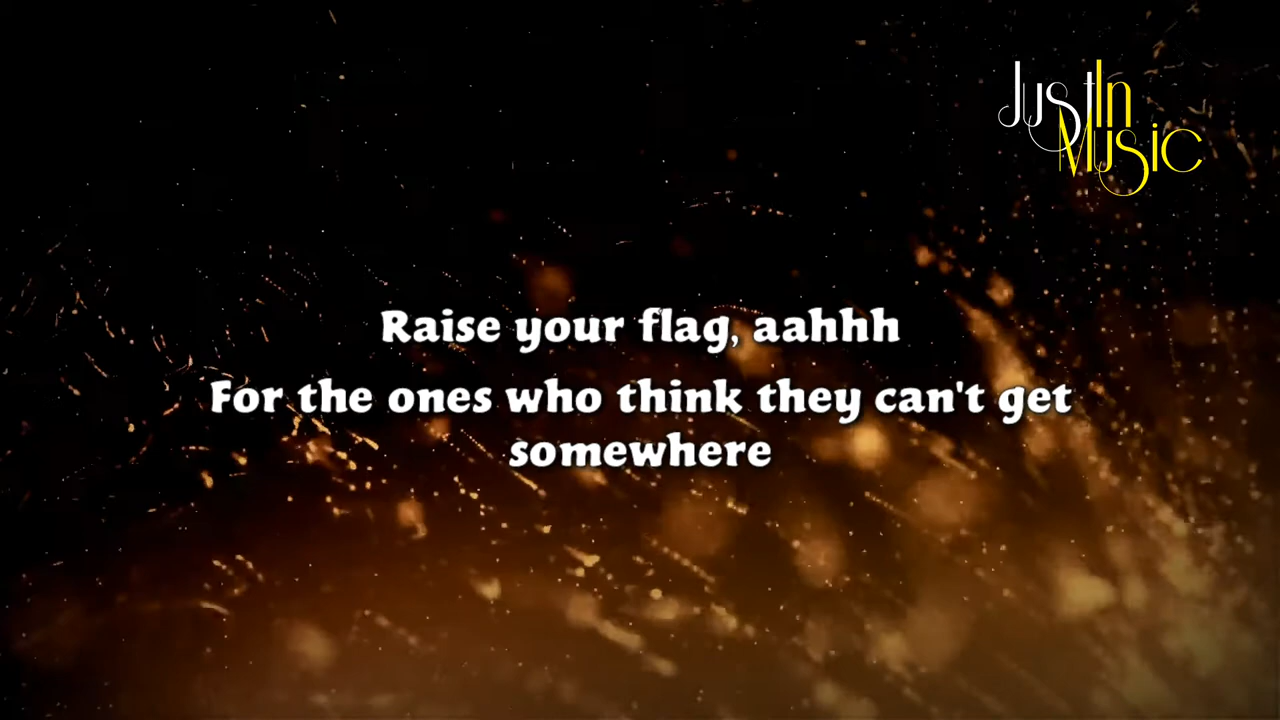 JustIn
Music
Raise your flag, aahhh
For the ones who think they can't get
somewhere